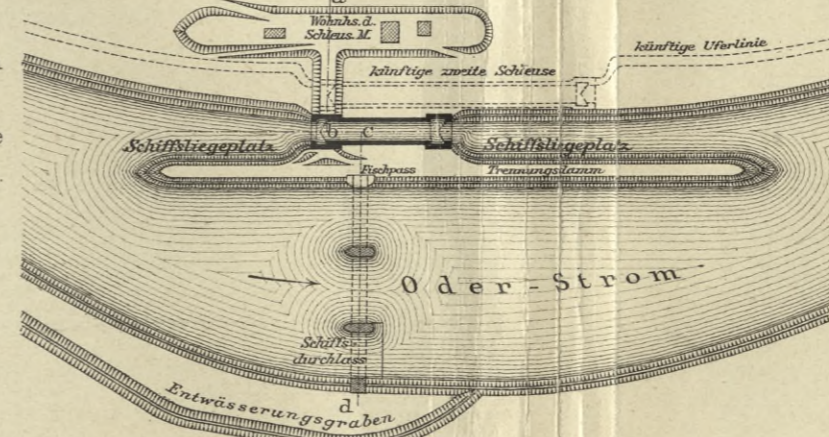 Wohnhs. d.
Schleus. M.
künftige Uferlinie
künftige zweite Schleuse
b c
Schiffsliegeplatz
Schiffsliegeplatz
Fischpass
Trennungsdamm
Oder-Strom
Schiffs-
durchlass
d
Entwässerungsgraben